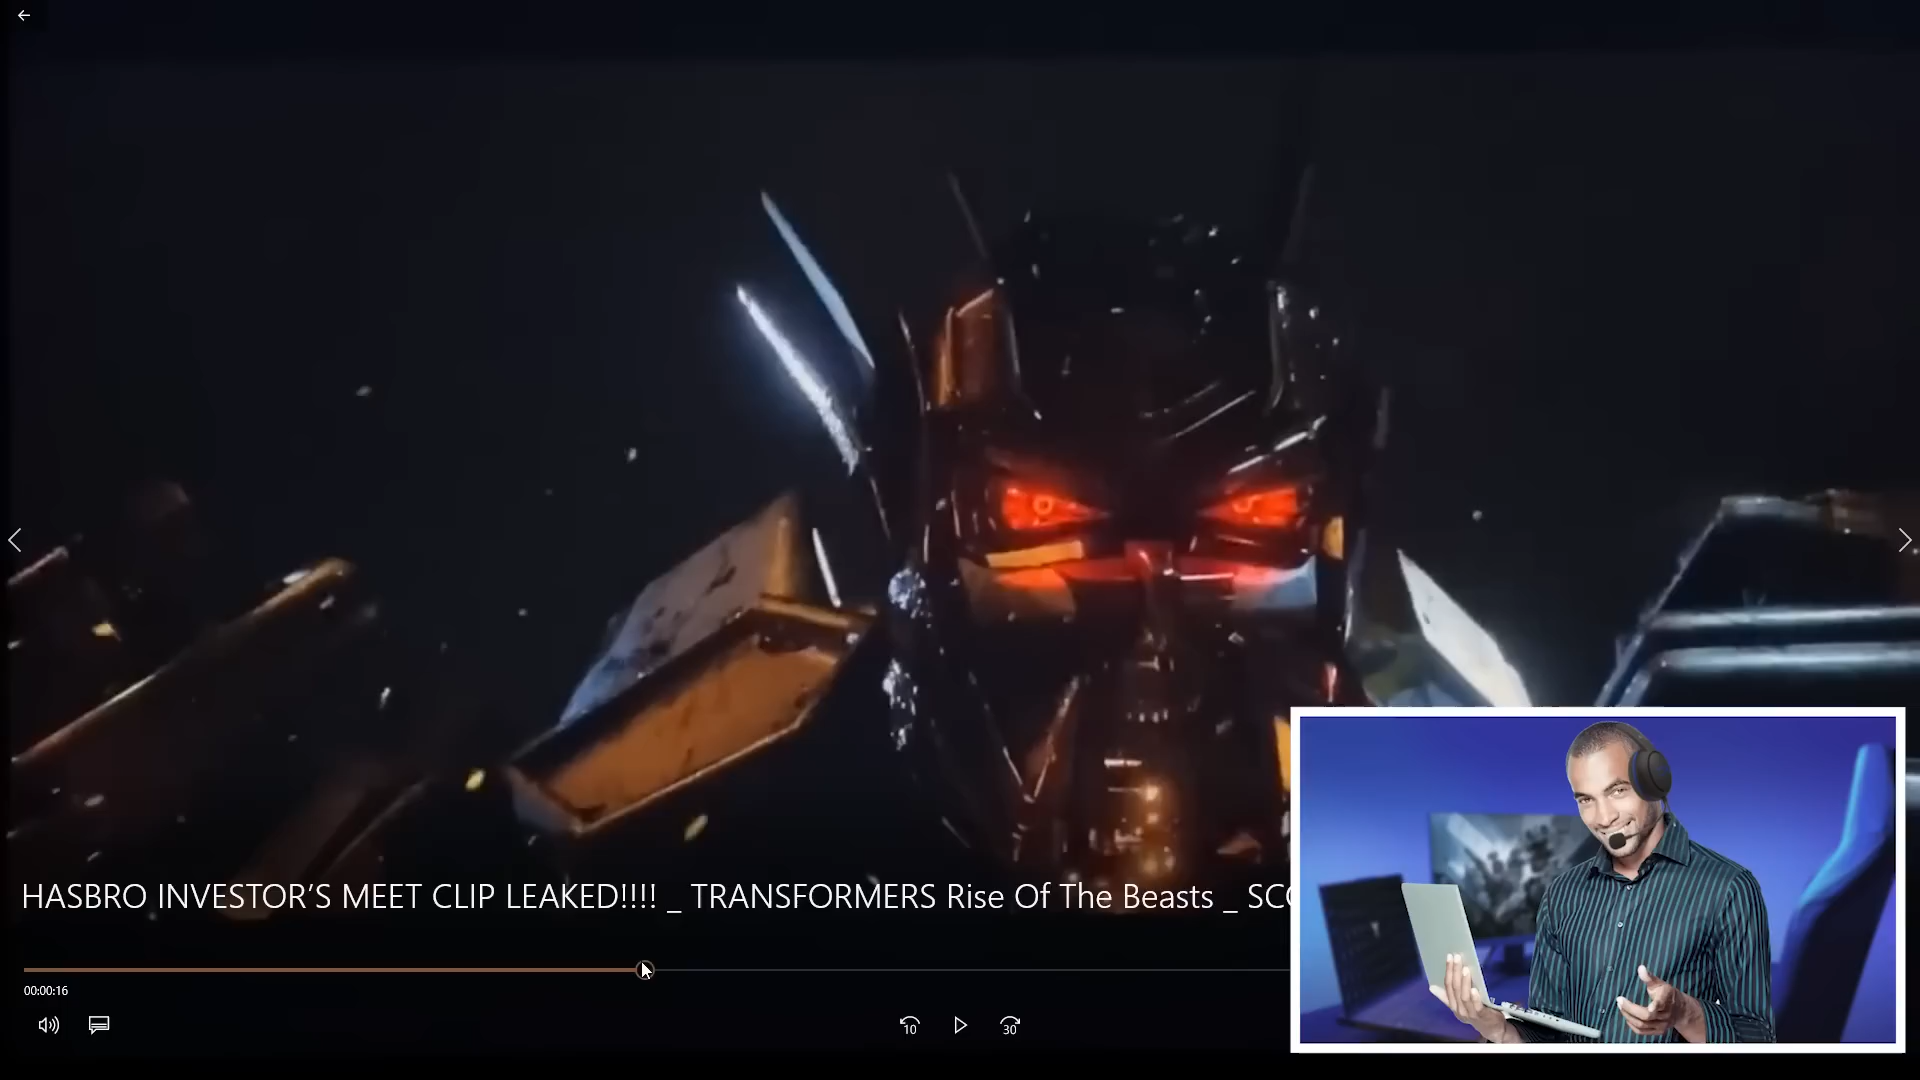 HASBRO INVESTOR’S MEET CLIP LEAKED!!!! _ TRANSFORMERS Rise Of The Beasts _
00:00:16
10
30